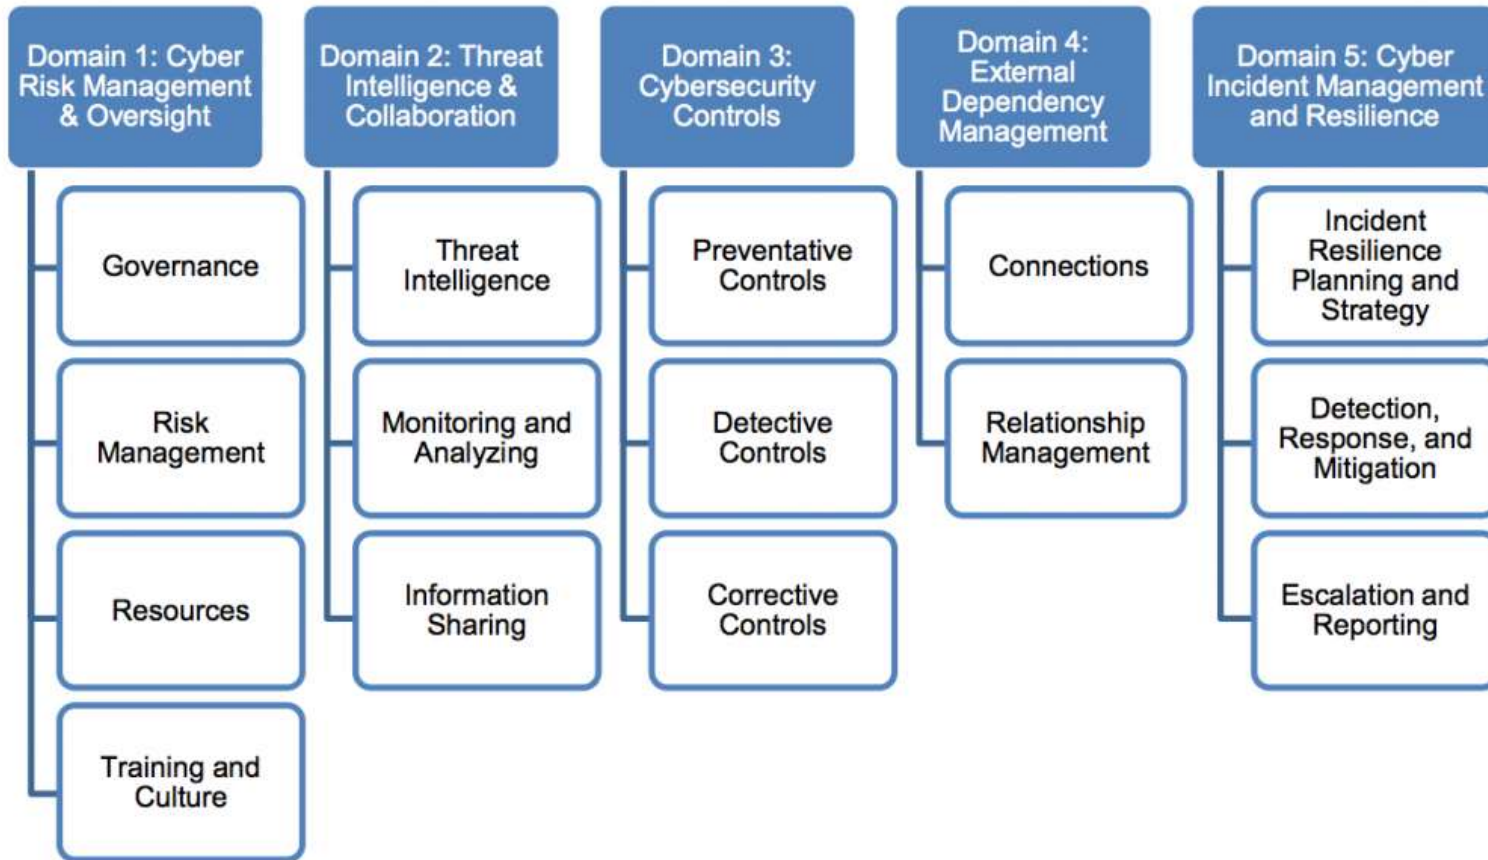 Domain 1: Cyber
Risk Management
& Oversight
Governance
Risk
Management
Resources
Training and
Culture
Domain 2: Threat
Intelligence &
Collaboration
Threat
Intelligence
Monitoring and
Analyzing
Information
Sharing
Domain 3:
Cybersecurity
Controls
Preventative
Controls
Detective
Controls
Corrective
Controls
Domain 4:
External
Dependency
Management
Connections
Relationship
Management
Domain 5: Cyber
Incident Management
and Resilience
Incident
Resilience
Planning and
Strategy
Detection,
Response, and
Mitigation
Escalation and
Reporting